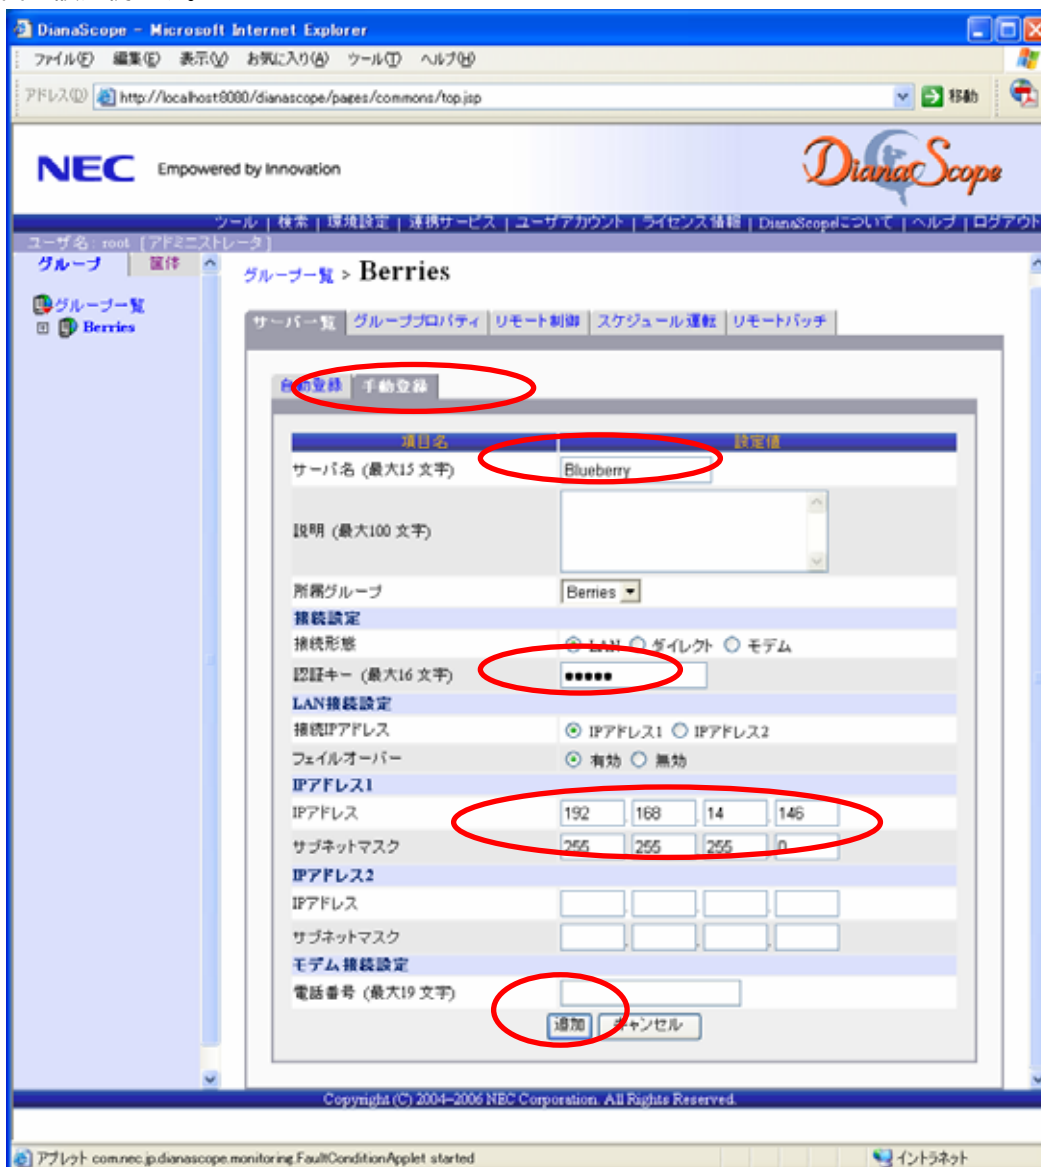 DianaScope - Microsoft Internet Explorer
ファイル(F) 編集(E) 表示(V) お気に入り(A) ツール(T) ヘルプ(H)
アドレス(D) http://localhost:8080/dianascope/pages/commons/top.jsp 移動
NEC Empowered by Innovation DianaScope
ツール | 検索 | 環境設定 | 連携サービス | ユーザアカウント | ライセンス情報 | DianaScopeについて | ヘルプ | ログアウト
ユーザ名 : root [アドミニストレータ]
グループ 筐体
グループ一覧
Berries
グループ一覧 > Berries
サーバ一覧 グループプロパティ リモート制御 スケジュール運転 リモートバッチ
自動登録 手動登録
項目名 設定値
サーバ名 (最大15 文字) Blueberry
説明 (最大100 文字)
所属グループ Berries
接続設定
接続形態 LAN ダイレクト モデム
認証キー (最大16 文字) •••••
LAN接続設定
接続IPアドレス IPアドレス1 IPアドレス2
フェイルオーバー 有効 無効
IPアドレス1
IPアドレス 192 . 168 . 14 . 146
サブネットマスク 255 . 255 . 255 . 0
IPアドレス2
IPアドレス . . .
サブネットマスク . . .
モデム接続設定
電話番号 (最大19 文字)
追加 キャンセル
Copyright (C) 2004-2006 NEC Corporation. All Rights Reserved.
アプレット com.nec.jp.dianascope.monitoring.FaultConditionApplet started イントラネット